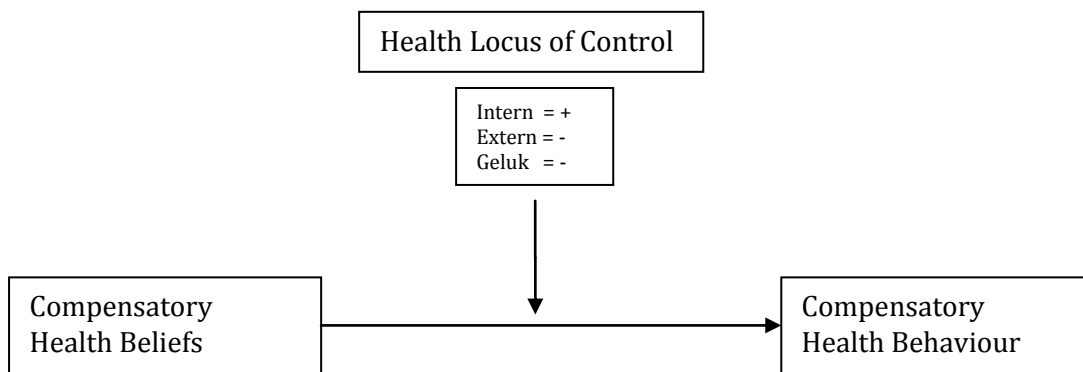 Health Locus of Control
Intern = +
Extern = -
Geluk = -
Compensatory
Health Beliefs
Compensatory
Health Behaviour